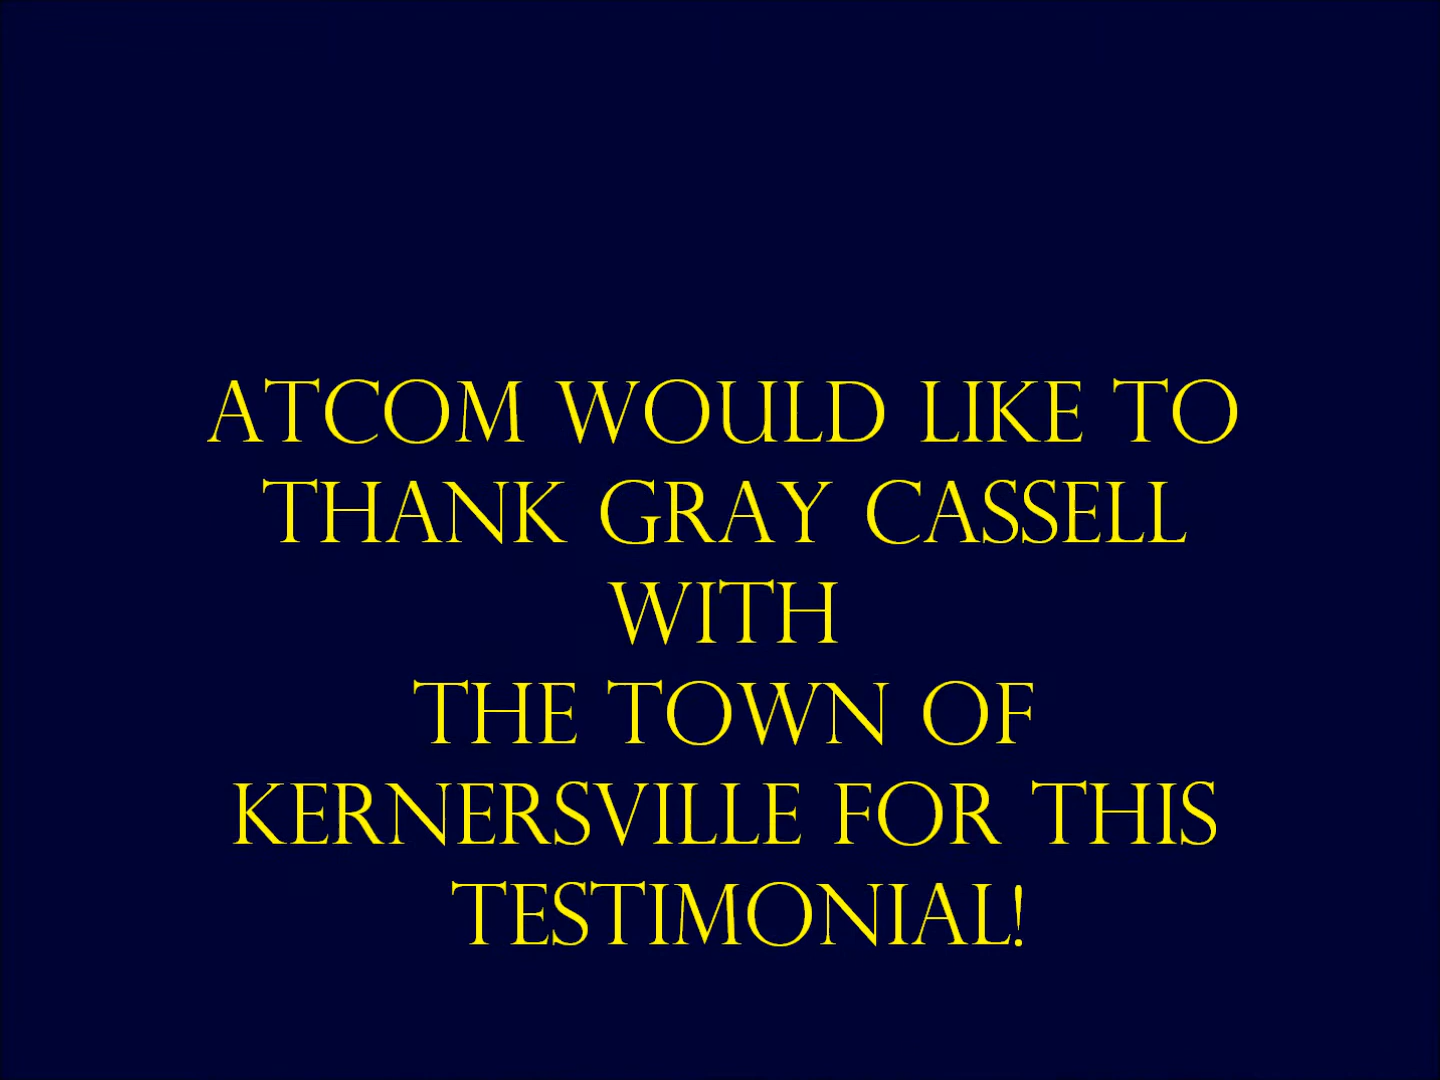 ATCOM WOULD LIKE TO
THANK GRAY CASSELL
WITH
THE TOWN OF
KERNERSVILLE FOR THIS
TESTIMONIAL!